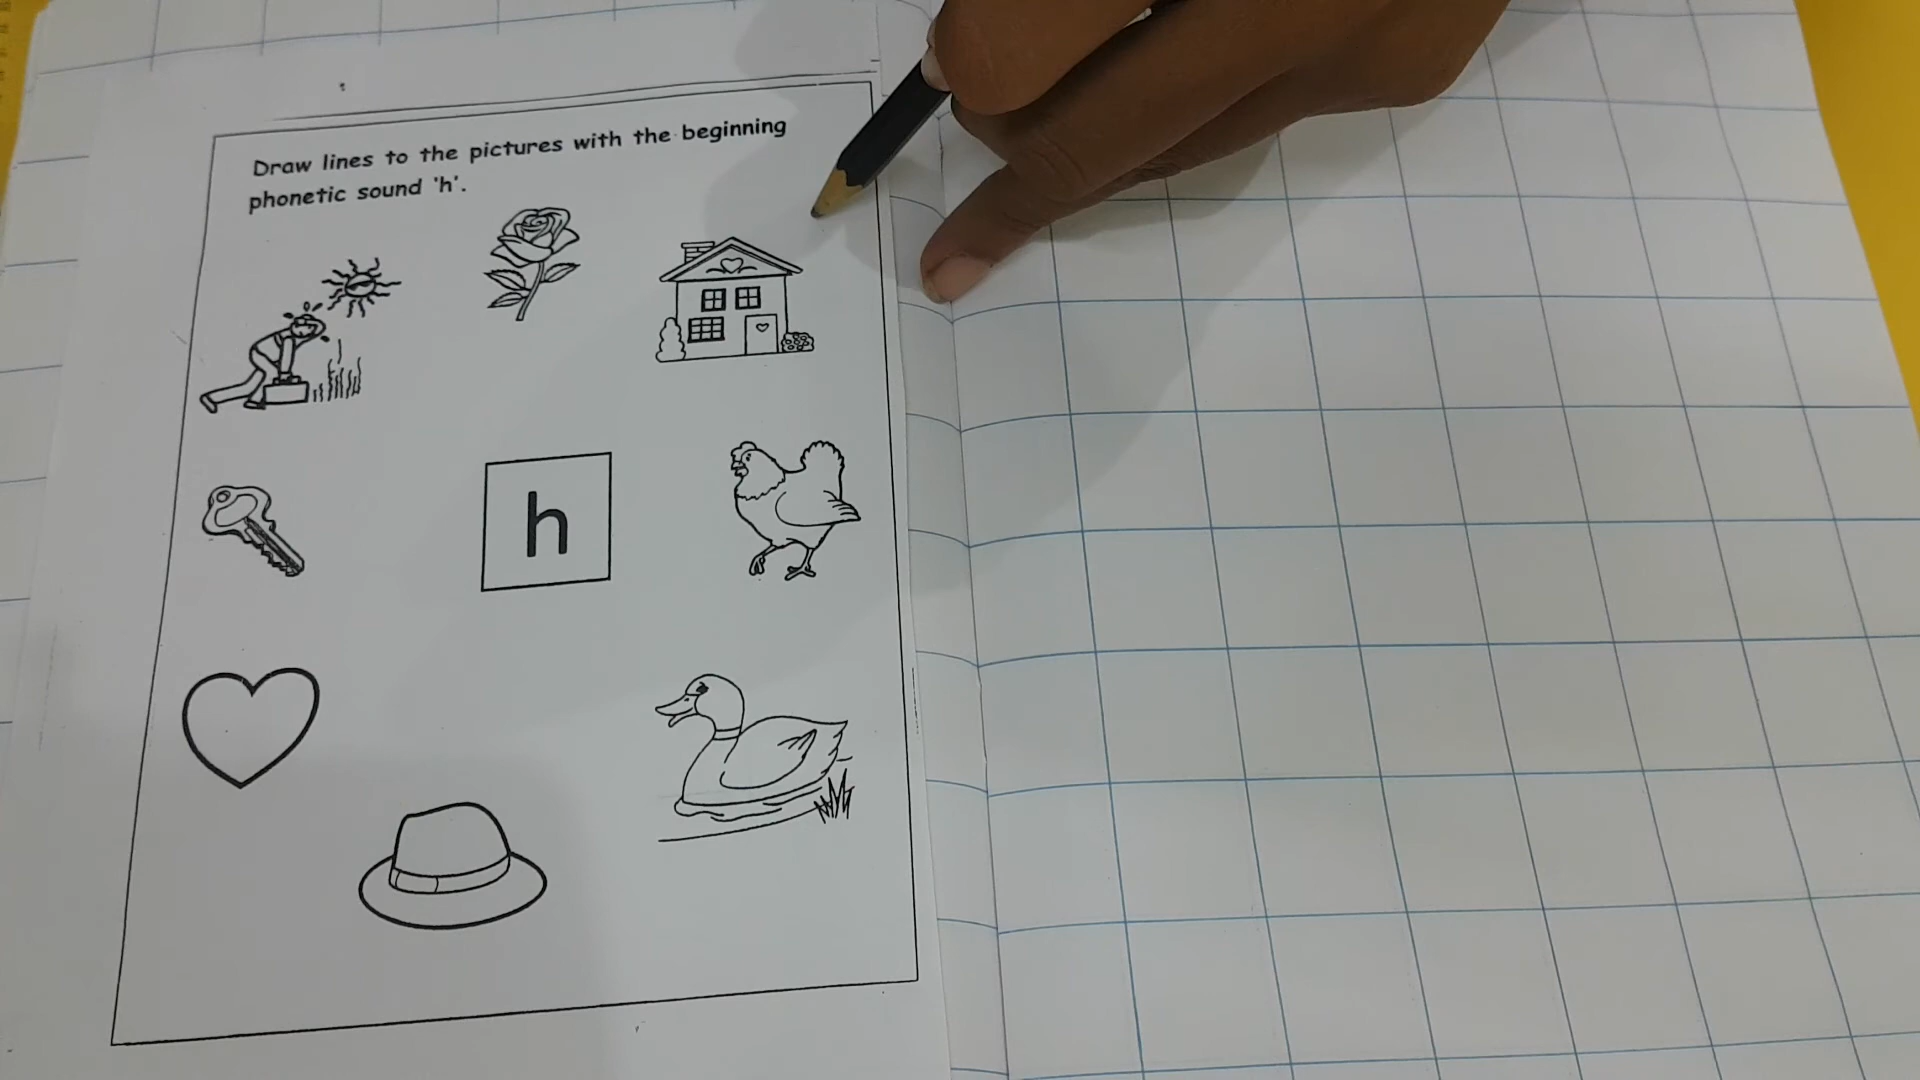 Draw lines to the pictures with the beginning
phonetic sound 'h'.
h